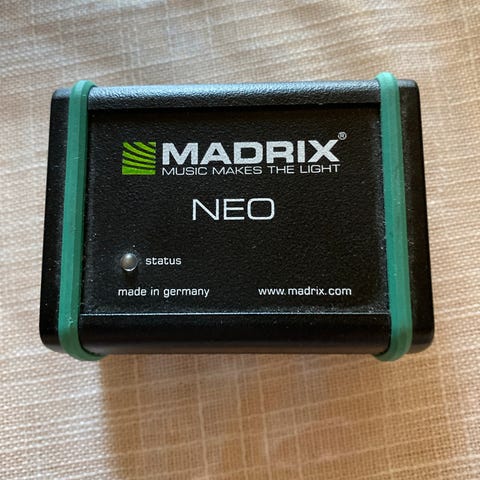 MADRIX®
MUSIC MAKES THE LIGHT
NEO
status
made in germany www.madrix.com